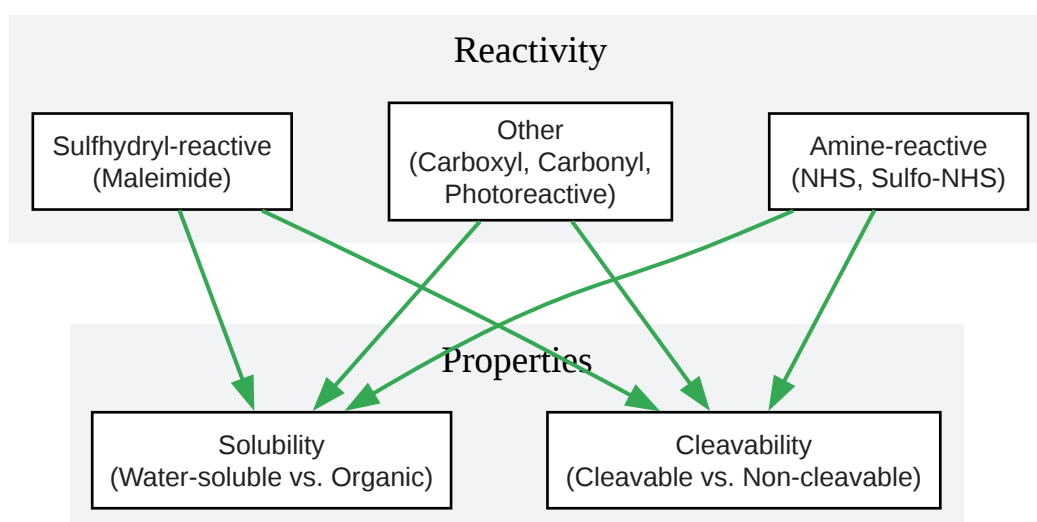 Reactivity
Sulfhydryl-reactive
(Maleimide)
Other
(Carboxyl, Carbonyl,
Photoreactive)
Amine-reactive
(NHS, Sulfo-NHS)
Properties
Solubility
(Water-soluble vs. Organic)
Cleavability
(Cleavable vs. Non-cleavable)